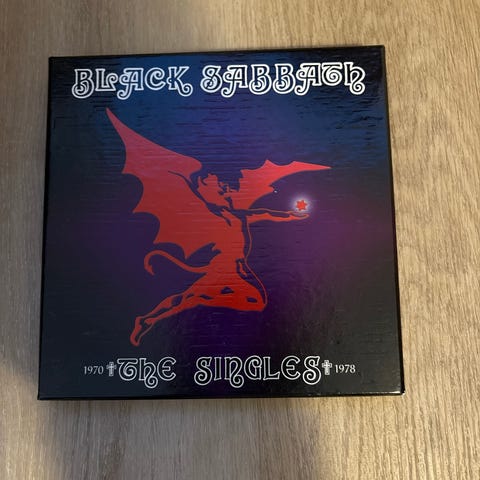 BLACK SABBATH
1970 ✝ THE SINGLES ✝ 1978